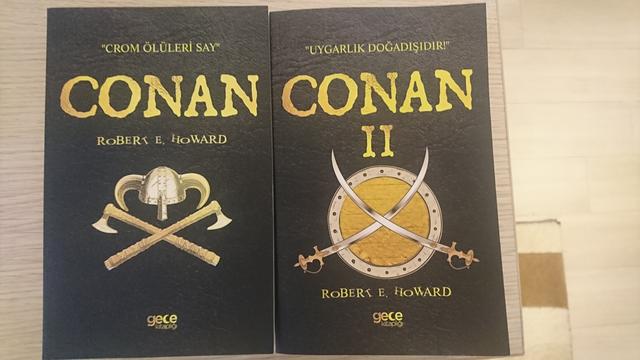 "CROM ÖLÜLERİ SAY"
CONAN
ROBERT E. HOWARD
gece
kitaplığı
"UYGARLIK DOĞADIŞIDIR!"
CONAN
II
ROBERT E. HOWARD
gece
kitaplığı